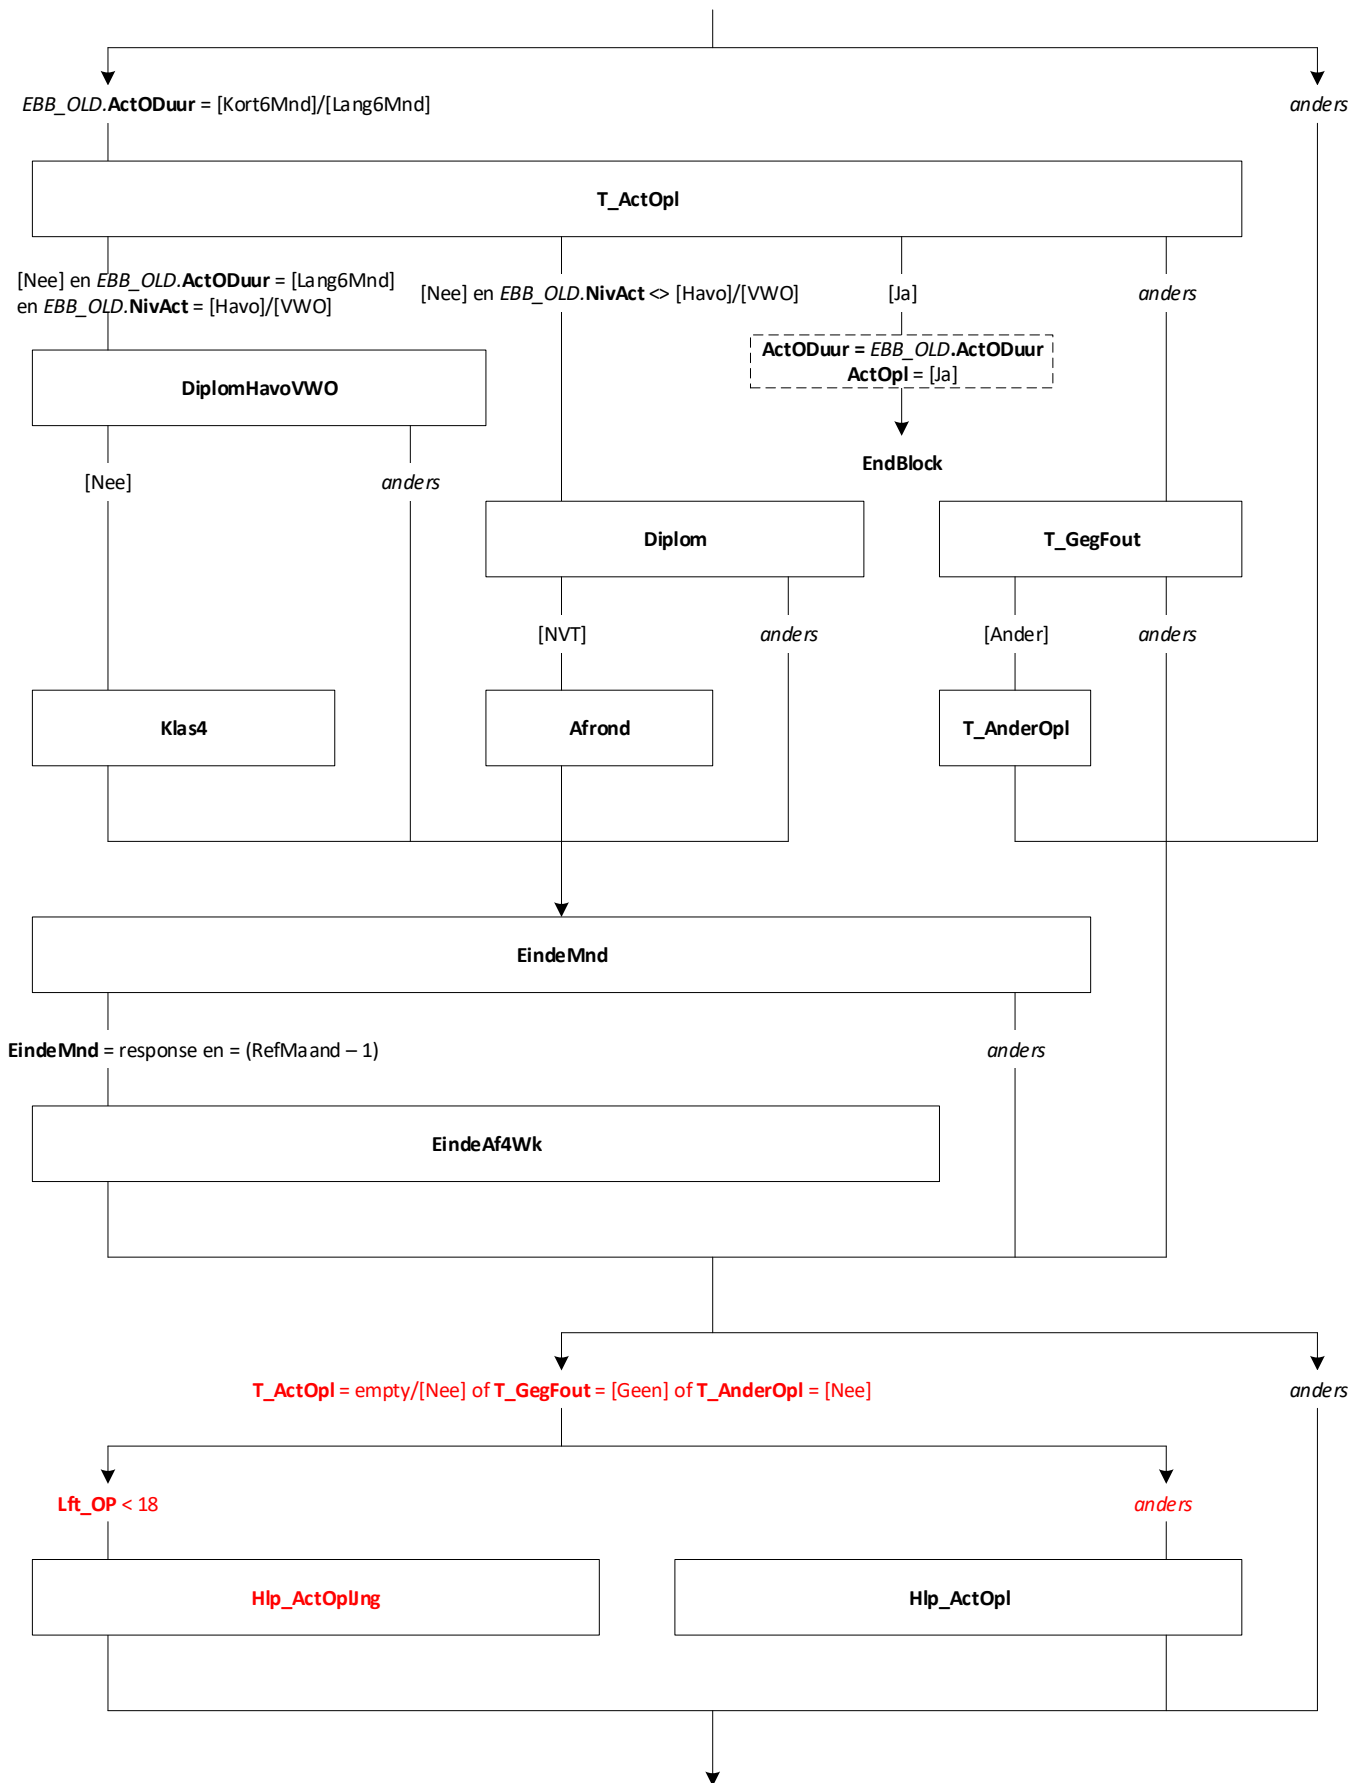 EBB_OLD.ActODuur = [Kort6Mnd]/[Lang6Mnd]
anders
T_ActOpl
[Nee] en EBB_OLD.ActODuur = [Lang6Mnd]
en EBB_OLD.NivAct = [Havo]/[VWO]
[Nee] en EBB_OLD.NivAct <> [Havo]/[VWO]
[Ja]
anders
ActODuur = EBB_OLD.ActODuur
ActOpl = [Ja]
DiplomHavoVWO
EndBlock
[Nee]
anders
Diplom
T_GegFout
[NVT]
anders
[Ander]
anders
Klas4
Afrond
T_AnderOpl
EindeMnd
EindeMnd = response en = (RefMaand – 1)
anders
EindeAf4Wk
T_ActOpl = empty/[Nee] of T_GegFout = [Geen] of T_AnderOpl = [Nee]
anders
Lft_OP < 18
anders
Hlp_ActOplJng
Hlp_ActOpl